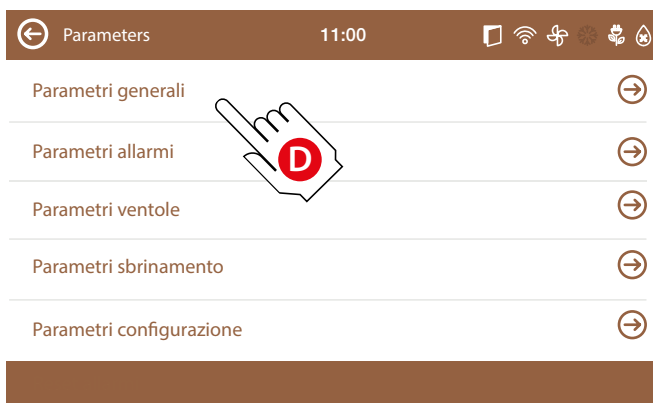 Parameters 11:00
Parametri generali
D
Parametri allarmi
Parametri ventole
Parametri sbrinamento
Parametri configurazione